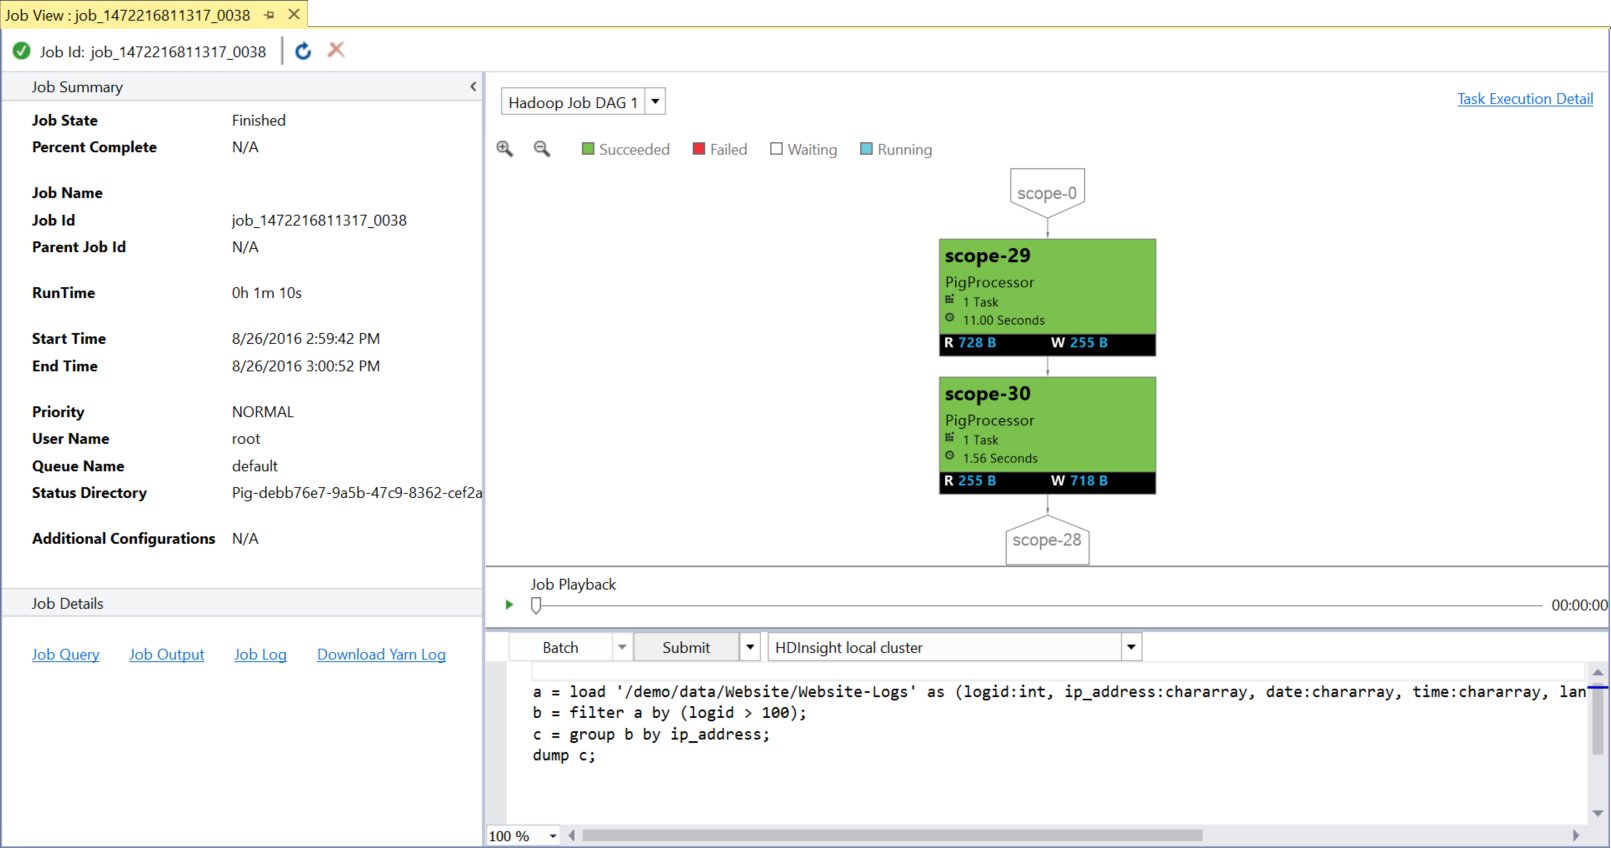 Job View : job_1472216811317_0038
Job Id: job_1472216811317_0038
Job Summary
Job State Finished
Percent Complete N/A
Job Name
Job Id job_1472216811317_0038
Parent Job Id N/A
RunTime 0h 1m 10s
Start Time 8/26/2016 2:59:42 PM
End Time 8/26/2016 3:00:52 PM
Priority NORMAL
User Name root
Queue Name default
Status Directory Pig-debb76e7-9a5b-47c9-8362-cef2a
Additional Configurations N/A
Job Details
Job Query Job Output Job Log Download Yarn Log
Hadoop Job DAG 1
Task Execution Detail
Succeeded Failed Waiting Running
scope-0
scope-29
PigProcessor
1 Task
11.00 Seconds
R 728 B W 255 B
scope-30
PigProcessor
1 Task
1.56 Seconds
R 255 B W 718 B
scope-28
Job Playback
00:00:00
Batch Submit HDInsight local cluster
a = load '/demo/data/Website/Website-Logs' as (logid:int, ip_address:chararray, date:chararray, time:chararray, lan
b = filter a by (logid > 100);
c = group b by ip_address;
dump c;
100 %